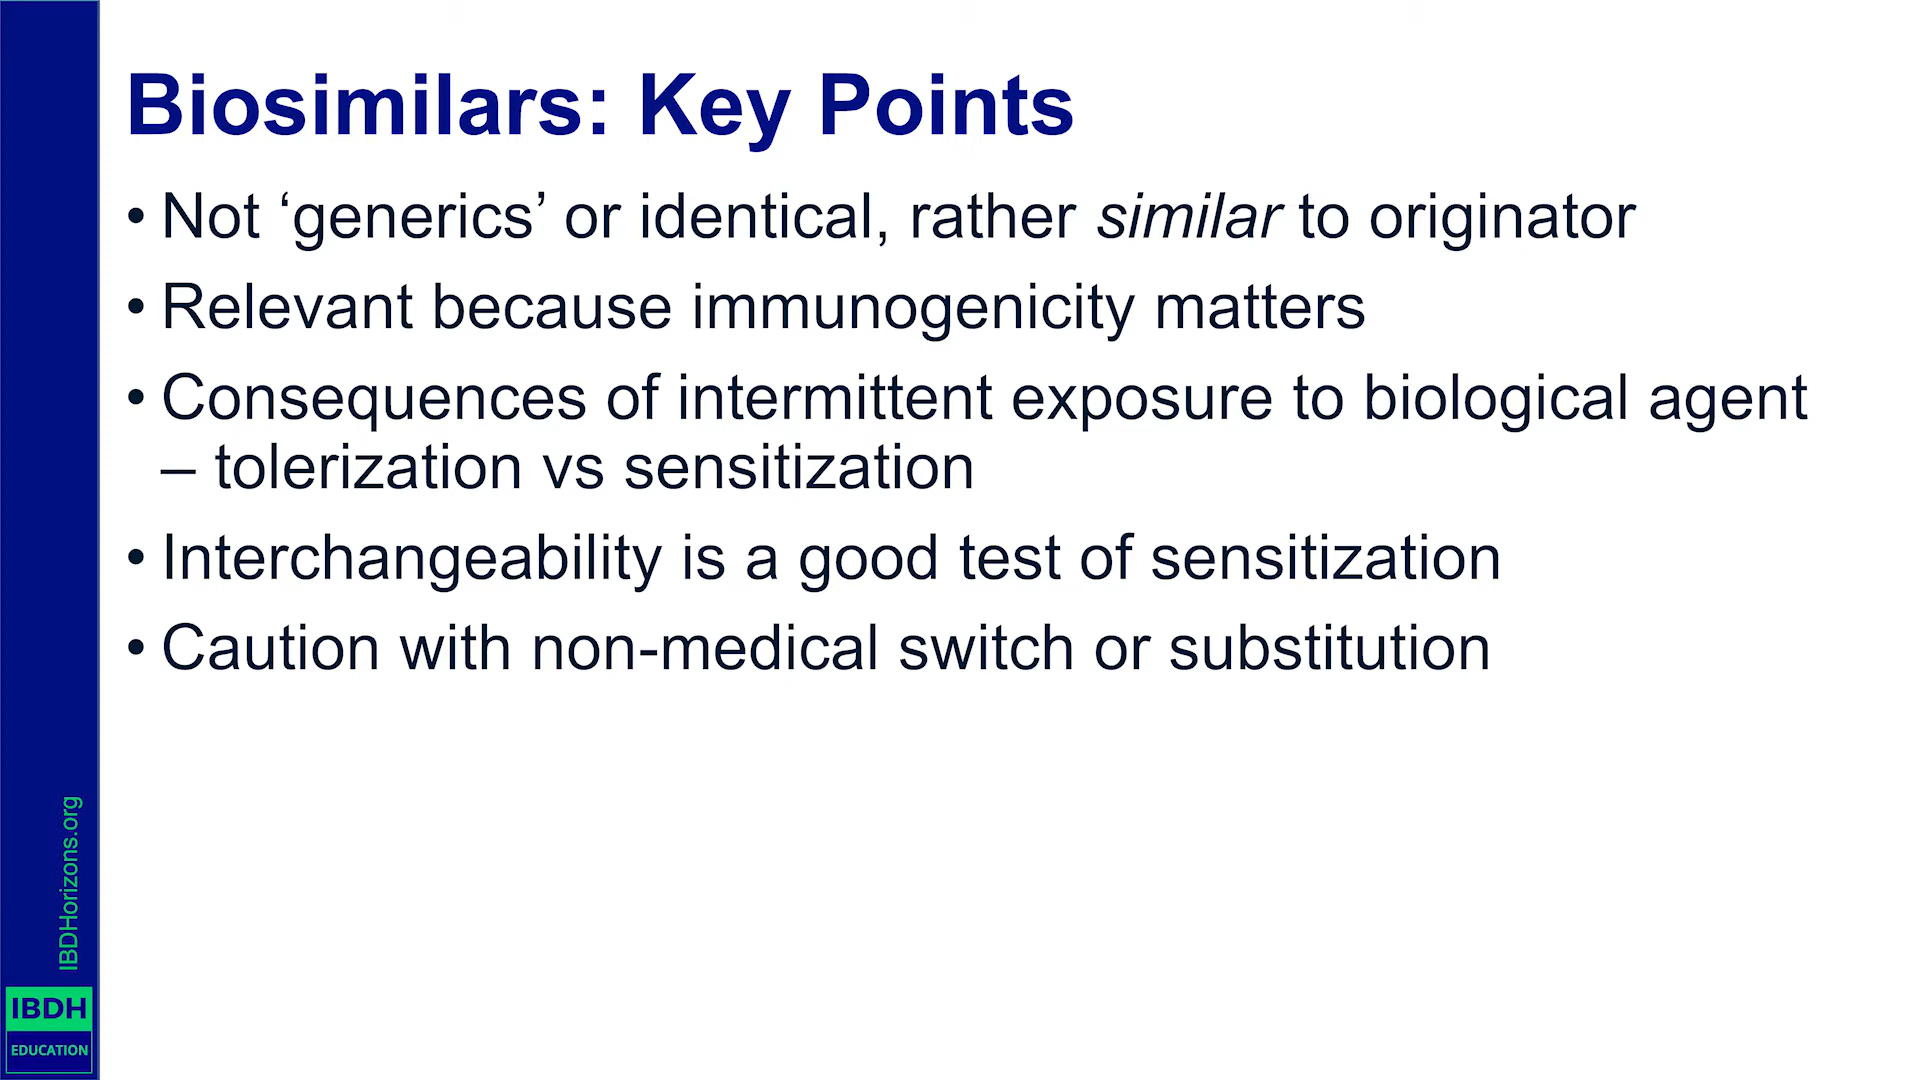 Biosimilars: Key Points
• Not ‘generics’ or identical, rather similar to originator
• Relevant because immunogenicity matters
• Consequences of intermittent exposure to biological agent
– tolerization vs sensitization
• Interchangeability is a good test of sensitization
• Caution with non-medical switch or substitution
IBDHorizons.org
IBDH
EDUCATION